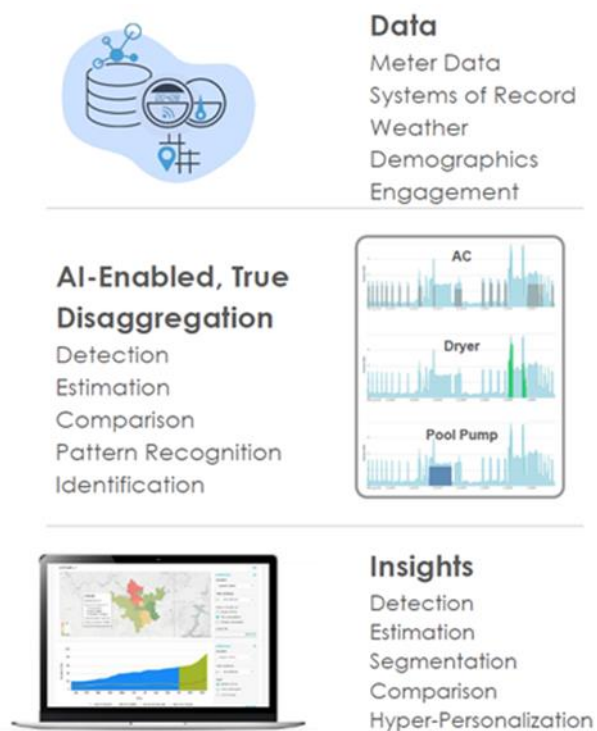 Data
Meter Data
Systems of Record
Weather
Demographics
Engagement
AI-Enabled, True
Disaggregation
Detection
Estimation
Comparison
Pattern Recognition
Identification
AC
Dryer
Pool Pump
Insights
Detection
Estimation
Segmentation
Comparison
Hyper-Personalization